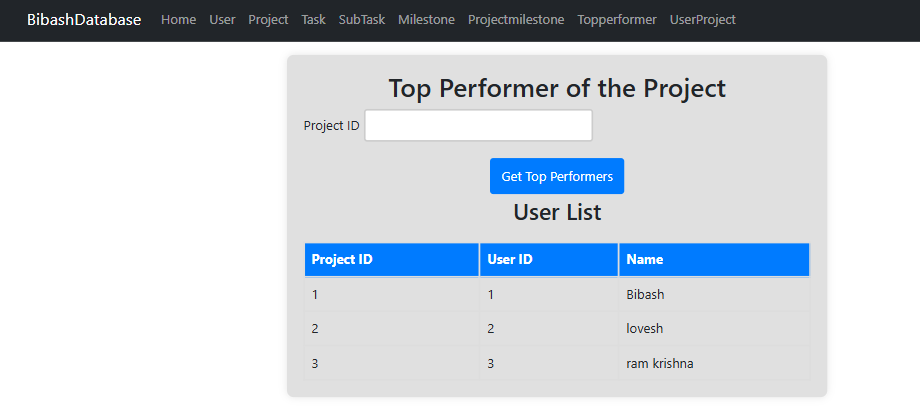 BibashDatabase Home User Project Task SubTask Milestone Projectmilestone Topperformer UserProject
Top Performer of the Project
Project ID
Get Top Performers
User List
Project ID User ID Name
1 1 Bibash
2 2 lovesh
3 3 ram krishna